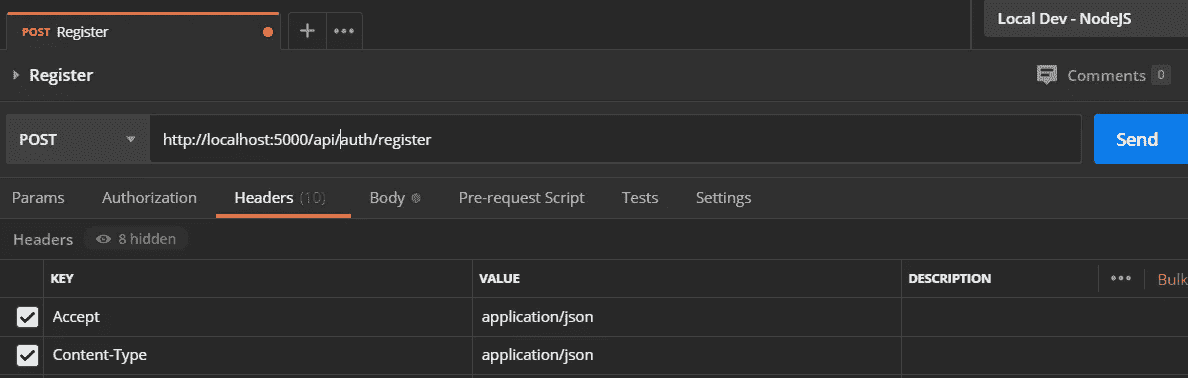 POST Register
Local Dev - NodeJS
Register
Comments 0
POST http://localhost:5000/api/auth/register Send
Params Authorization Headers (10) Body Pre-request Script Tests Settings
Headers 8 hidden
KEY VALUE DESCRIPTION Bulk
Accept application/json
Content-Type application/json